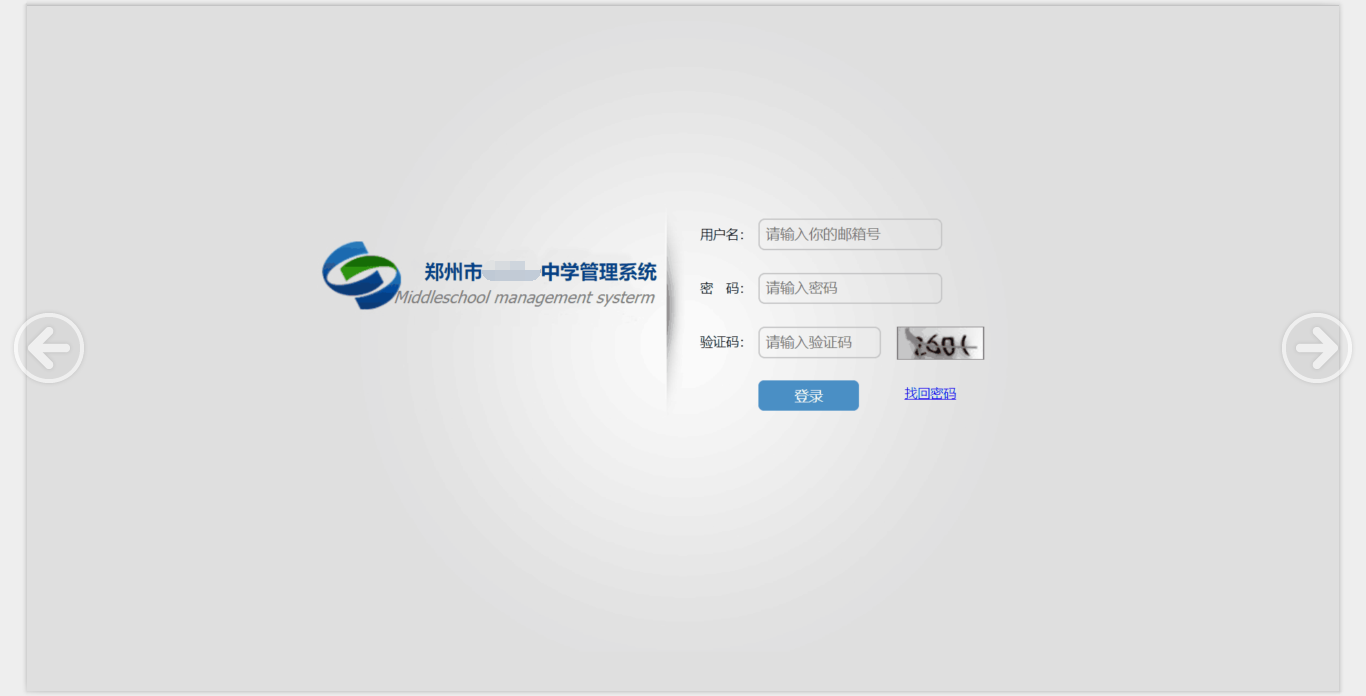 郑州市 中学管理系统
Middleschool management systerm
用户名： 请输入你的邮箱号
密 码： 请输入密码
验证码： 请输入验证码
登录 找回密码